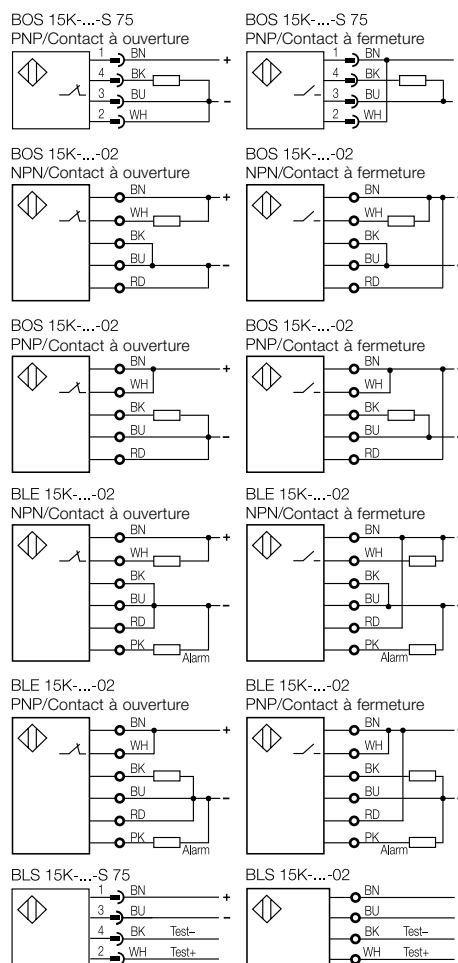 BOS 15K-...-S 75
PNP/Contact à ouverture
1 BN +
4 BK
3 BU -
2 WH
BOS 15K-...-S 75
PNP/Contact à fermeture
1 BN
4 BK
3 BU
2 WH
BOS 15K-...-02
NPN/Contact à ouverture
BN +
WH
BK
BU -
RD
BOS 15K-...-02
NPN/Contact à fermeture
BN
WH
BK
BU
RD
BOS 15K-...-02
PNP/Contact à ouverture
BN +
WH
BK
BU -
RD
BOS 15K-...-02
PNP/Contact à fermeture
BN
WH
BK
BU
RD
BLE 15K-...-02
NPN/Contact à ouverture
BN +
WH
BK
BU -
RD
PK Alarm
BLE 15K-...-02
NPN/Contact à fermeture
BN
WH
BK
BU
RD
PK Alarm
BLE 15K-...-02
PNP/Contact à ouverture
BN +
WH
BK
BU -
RD
PK Alarm
BLE 15K-...-02
PNP/Contact à fermeture
BN
WH
BK
BU
RD
PK Alarm
BLS 15K-...-S 75
1 BN +
3 BU -
4 BK Test–
2 WH Test+
BLS 15K-...-02
BN
BU
BK Test–
WH Test+